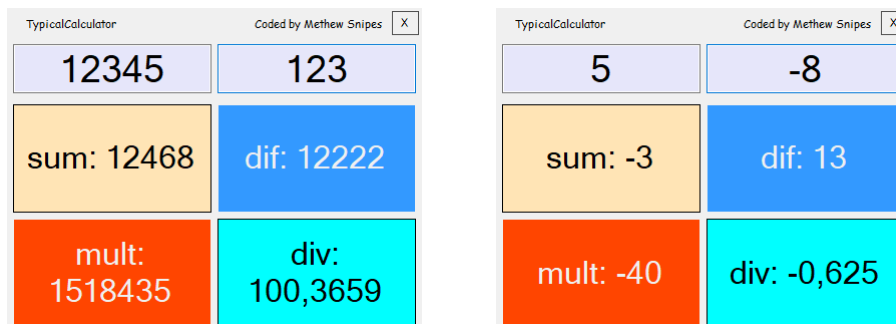 TypicalCalculator Coded by Methew Snipes X
12345 123
sum: 12468 dif: 12222
mult: 1518435 div: 100,3659
TypicalCalculator Coded by Methew Snipes X
5 -8
sum: -3 dif: 13
mult: -40 div: -0,625